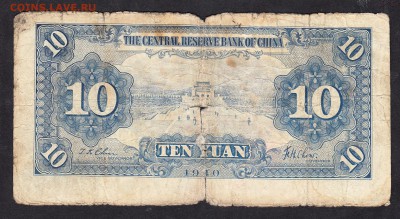 COINS.LAVE.RU
10 10
THE CENTRAL RESERVE BANK OF CHINA
10 10
TEN YUAN
1940
10 10